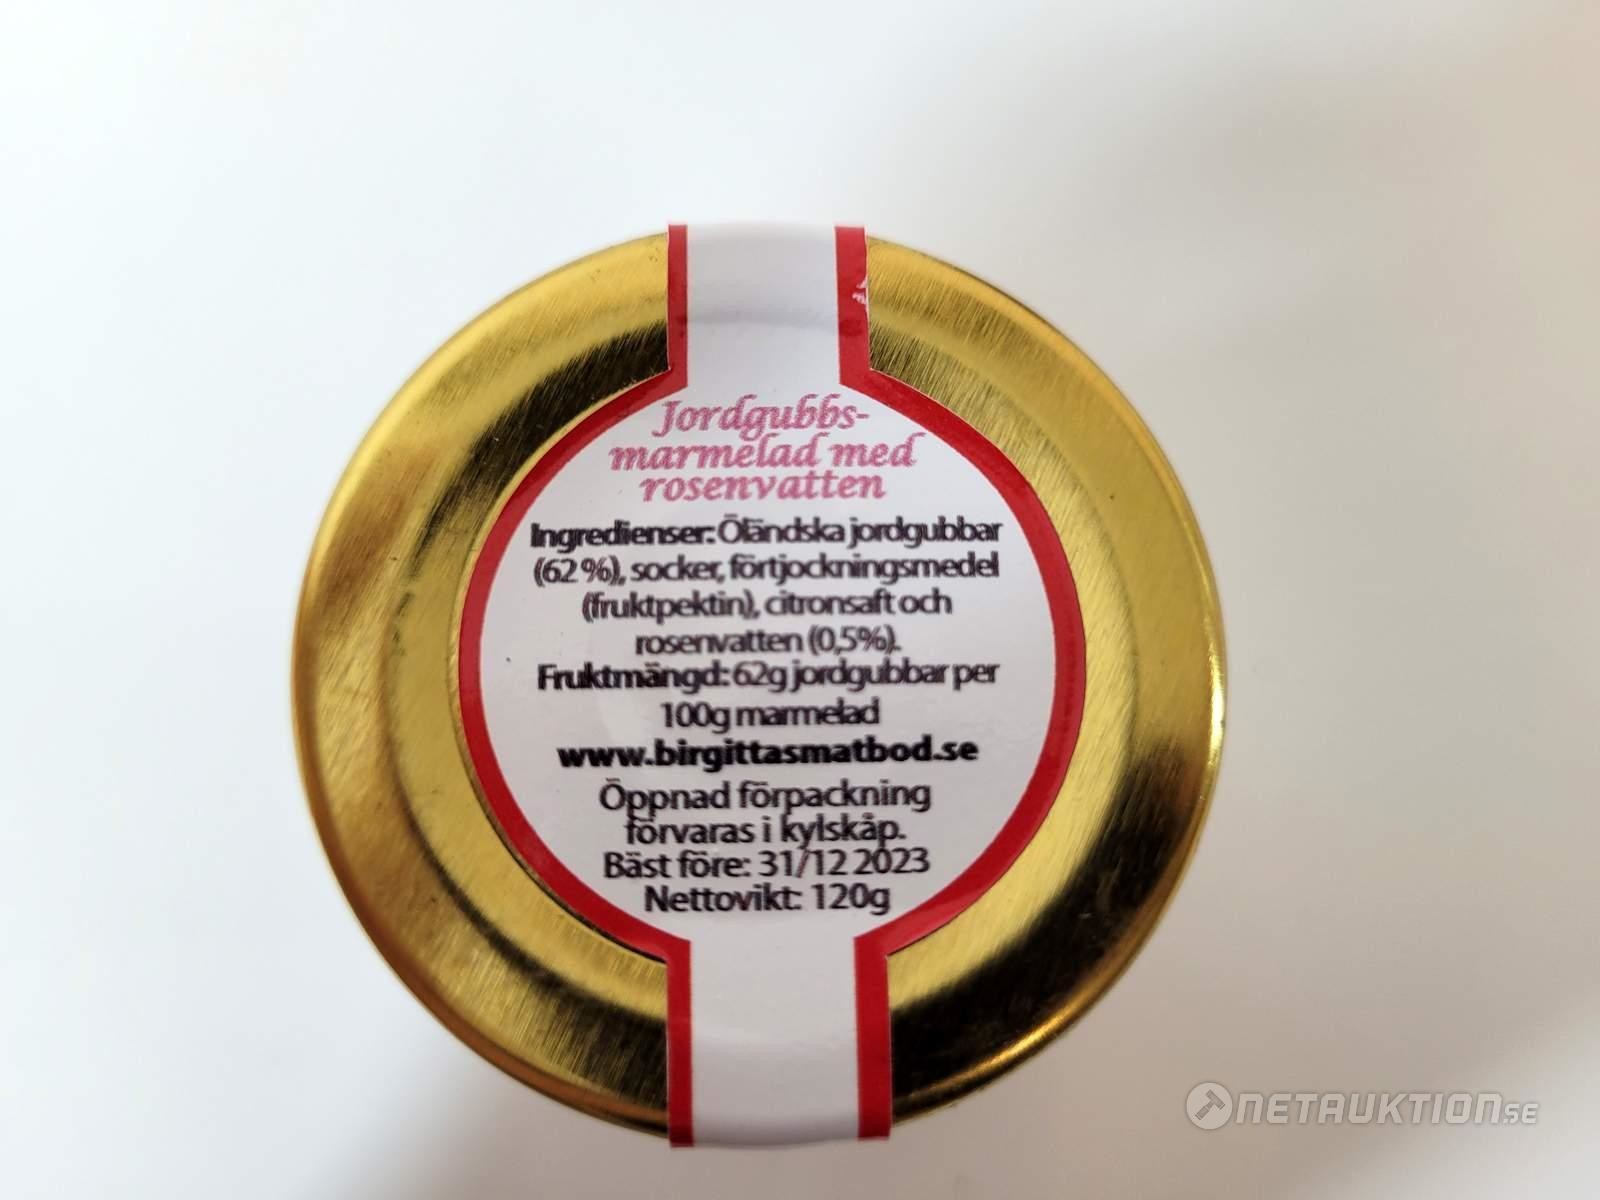 Jordgubbs-
marmelad med
rosenvatten
Ingredienser: Öländska jordgubbar
(62 %), socker, förtjockningsmedel
(fruktpektin), citronsaft och
rosenvatten (0,5%).
Fruktmängd: 62g jordgubbar per
100g marmelad
www.birgittasmatbod.se
Öppnad förpackning
förvaras i kylskåp.
Bäst före: 31/12 2023
Nettovikt: 120g
NETAUKTION.SE